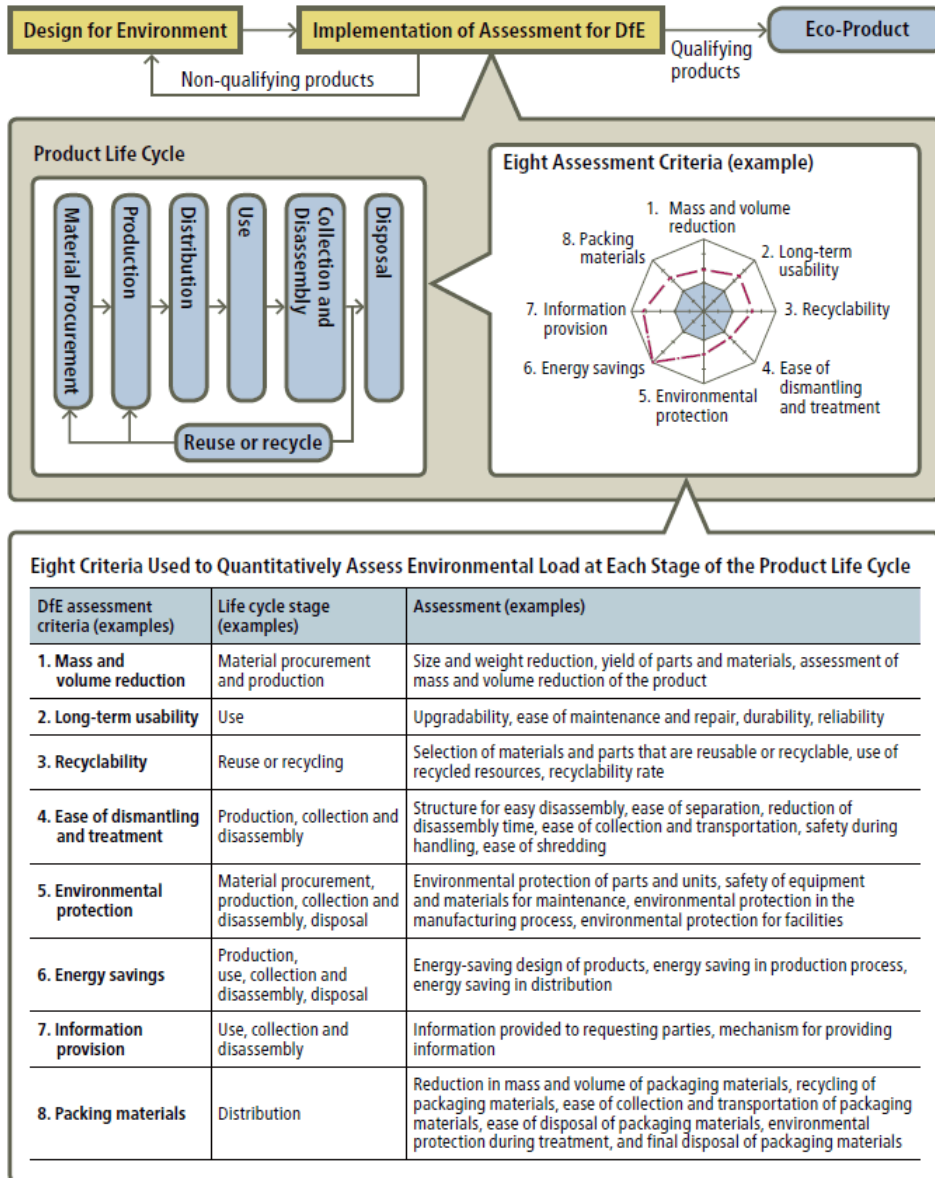 Design for Environment
Implementation of Assessment for DfE
Eco-Product
Qualifying
products
Non-qualifying products
Product Life Cycle
Material Procurement
Production
Distribution
Use
Collection and
Disassembly
Disposal
Reuse or recycle
Eight Assessment Criteria (example)
1. Mass and volume
reduction
2. Long-term
usability
3. Recyclability
4. Ease of
dismantling
and treatment
5. Environmental
protection
6. Energy savings
7. Information
provision
8. Packing
materials
Eight Criteria Used to Quantitatively Assess Environmental Load at Each Stage of the Product Life Cycle
DfE assessment
criteria (examples)
Life cycle stage
(examples)
Assessment (examples)
1. Mass and
volume reduction
Material procurement
and production
Size and weight reduction, yield of parts and materials, assessment of
mass and volume reduction of the product
2. Long-term usability
Use
Upgradability, ease of maintenance and repair, durability, reliability
3. Recyclability
Reuse or recycling
Selection of materials and parts that are reusable or recyclable, use of
recycled resources, recyclability rate
4. Ease of dismantling
and treatment
Production, collection and
disassembly
Structure for easy disassembly, ease of separation, reduction of
disassembly time, ease of collection and transportation, safety during
handling, ease of shredding
5. Environmental
protection
Material procurement,
production, collection and
disassembly, disposal
Environmental protection of parts and units, safety of equipment
and materials for maintenance, environmental protection in the
manufacturing process, environmental protection for facilities
6. Energy savings
Production,
use, collection and
disassembly, disposal
Energy-saving design of products, energy saving in production process,
energy saving in distribution
7. Information
provision
Use, collection and
disassembly
Information provided to requesting parties, mechanism for providing
information
8. Packing materials
Distribution
Reduction in mass and volume of packaging materials, recycling of
packaging materials, ease of collection and transportation of packaging
materials, ease of disposal of packaging materials, environmental
protection during treatment, and final disposal of packaging materials